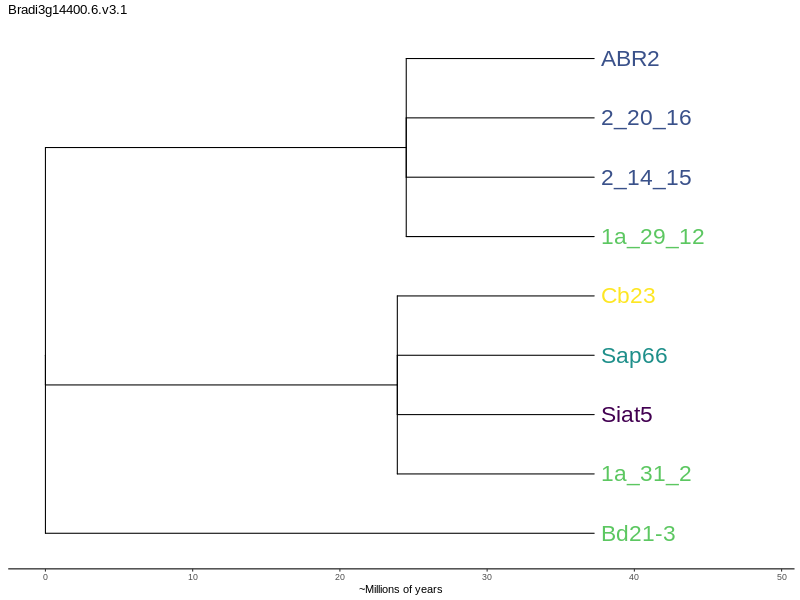 Bradi3g14400.6.v3.1
ABR2
2_20_16
2_14_15
1a_29_12
Cb23
Sap66
Siat5
1a_31_2
Bd21-3
0 10 20 30 40 50
~Millions of years